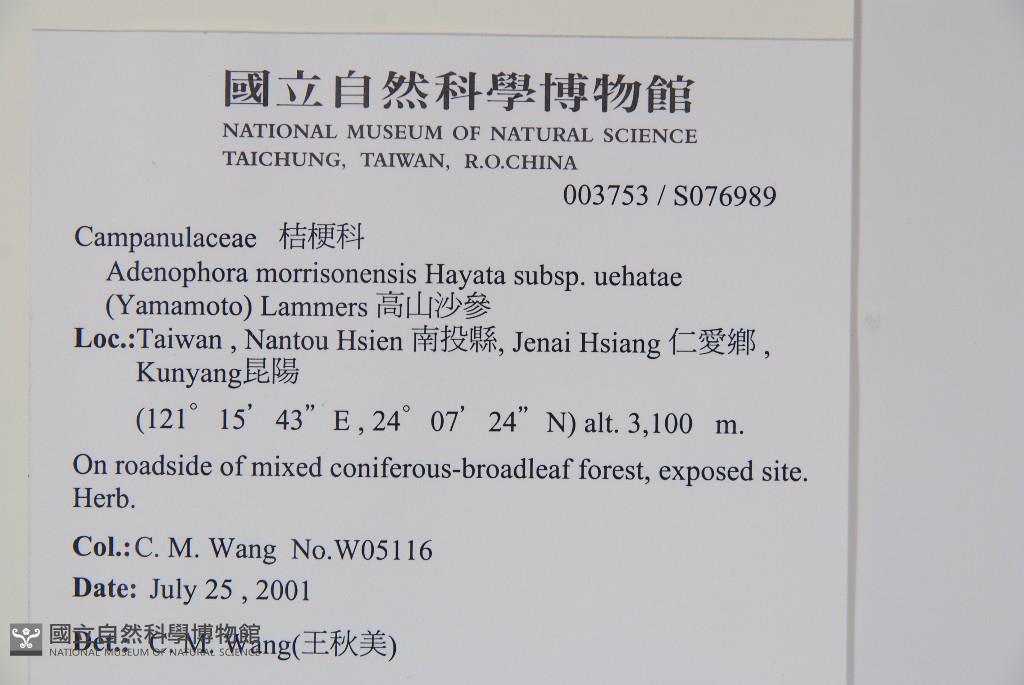 國立自然科學博物館
NATIONAL MUSEUM OF NATURAL SCIENCE
TAICHUNG, TAIWAN, R.O.CHINA
003753 / S076989
Campanulaceae 桔梗科
Adenophora morrisonensis Hayata subsp. uehatae
(Yamamoto) Lammers 高山沙參
Loc.:Taiwan , Nantou Hsien 南投縣, Jenai Hsiang 仁愛鄉 ,
Kunyang昆陽
(121° 15’ 43” E , 24° 07’ 24” N) alt. 3,100 m.
On roadside of mixed coniferous-broadleaf forest, exposed site.
Herb.
Col.: C. M. Wang No.W05116
Date: July 25 , 2001
Det.: C. M. Wang(王秋美)
國立自然科學博物館
NATIONAL MUSEUM OF NATURAL SCIENCE